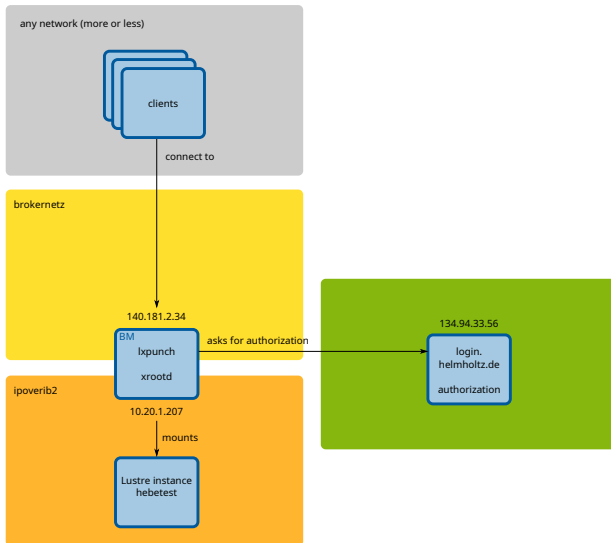 any network (more or less)
clients
connect to
brokernetz
140.181.2.34
BM
lxpunch
xrootd
asks for authorization
134.94.33.56
login.
helmholtz.de
authorization
ipoverib2
10.20.1.207
mounts
Lustre instance
hebetest